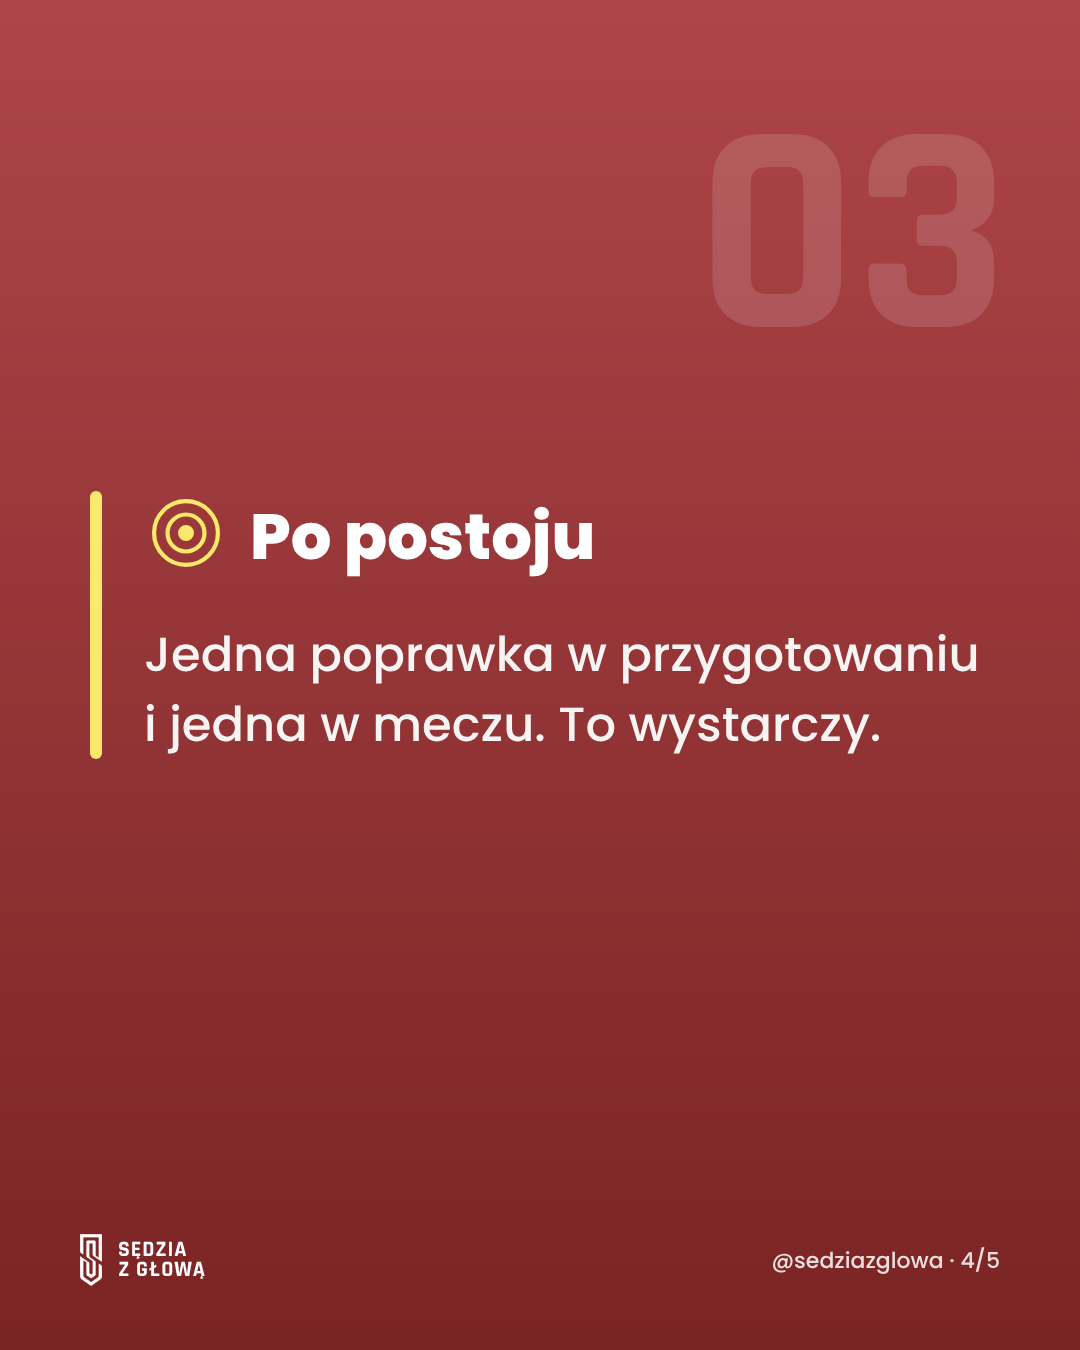 03
Po postoju
Jedna poprawka w przygotowaniu
i jedna w meczu. To wystarczy.
SĘDZIA
Z GŁOWĄ
@sedziazglowa · 4/5